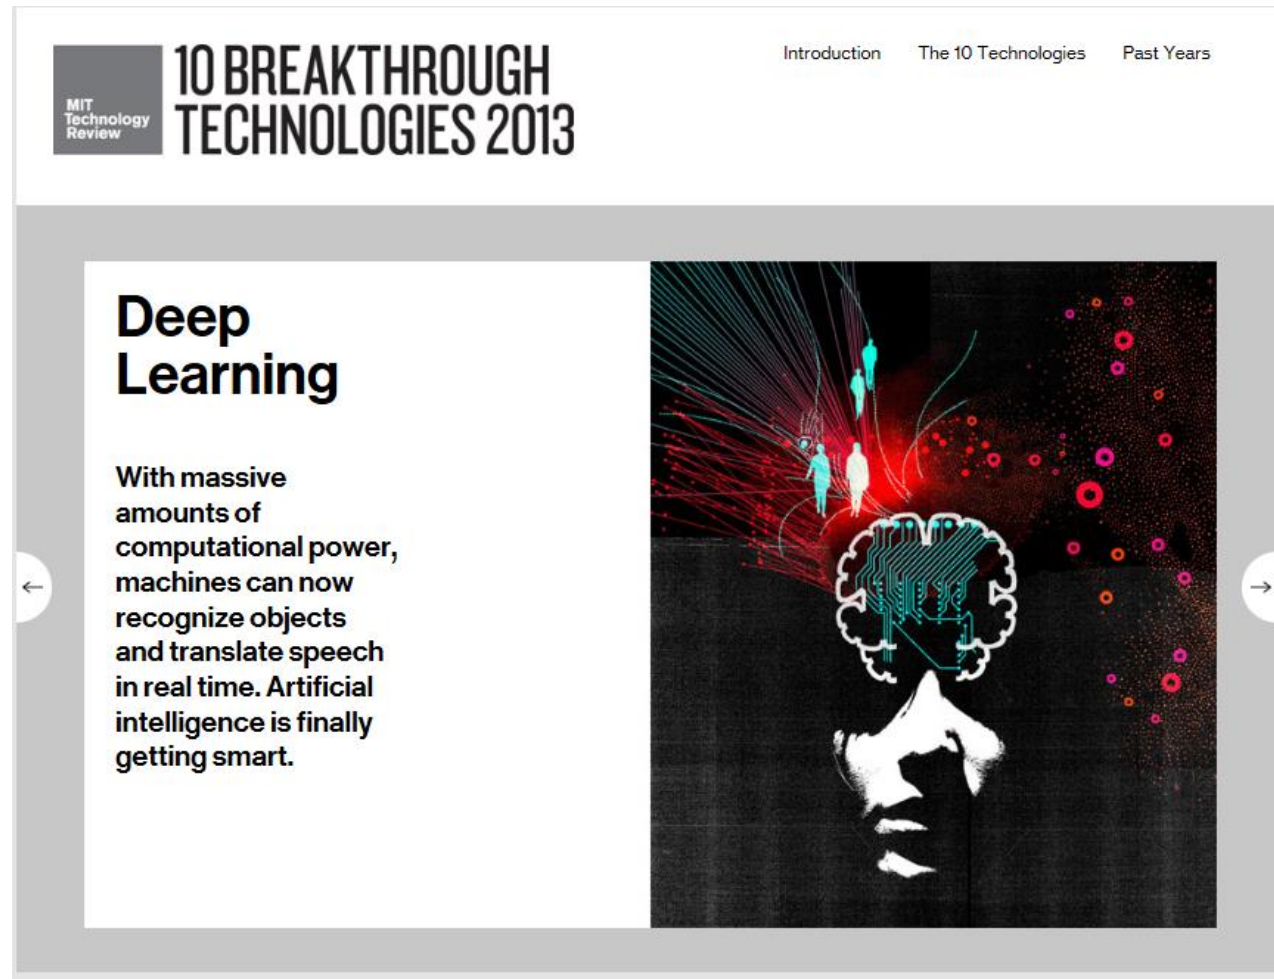 MIT
Technology
Review
10 BREAKTHROUGH
TECHNOLOGIES 2013
Introduction The 10 Technologies Past Years
Deep
Learning
With massive
amounts of
computational power,
machines can now
recognize objects
and translate speech
in real time. Artificial
intelligence is finally
getting smart.
← →